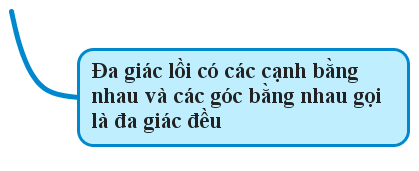 Đa giác lồi có các cạnh bằng
nhau và các góc bằng nhau gọi
là đa giác đều